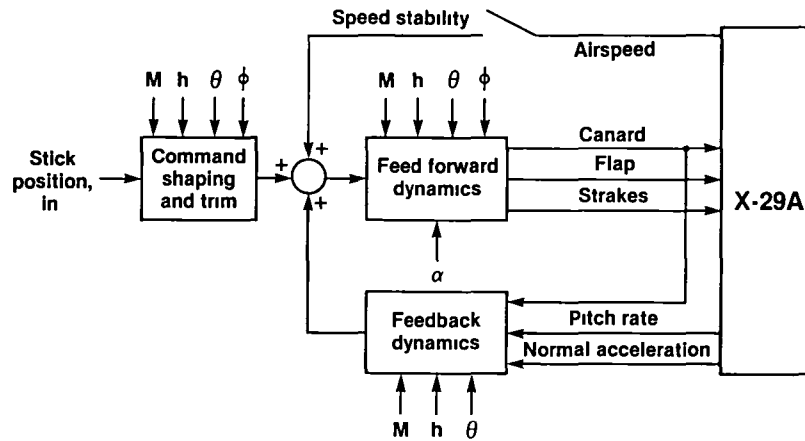 Speed stability
Airspeed
M h θ ϕ
M h θ ϕ
Stick
position,
in
Command
shaping
and trim
+
+
+
Feed forward
dynamics
Canard
Flap
Strakes
X-29A
α
Feedback
dynamics
Pitch rate
Normal acceleration
M h θ